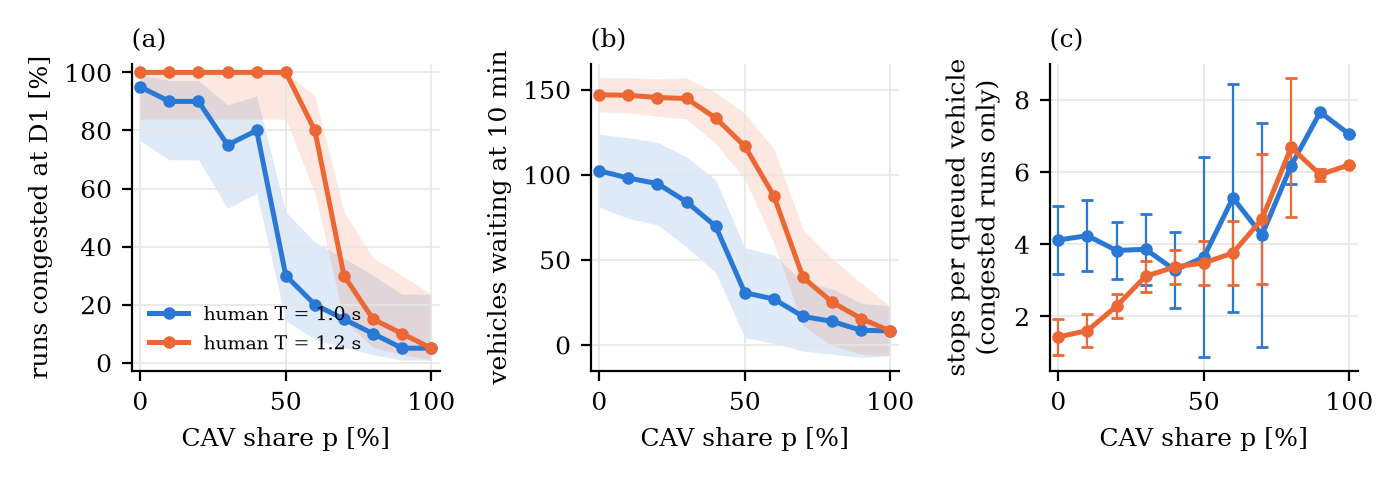 (a)
runs congested at D1 [%]
100
80
60
40
20
0
human T = 1.0 s
human T = 1.2 s
0
50
100
CAV share p [%]
(b)
vehicles waiting at 10 min
150
100
50
0
0
50
100
CAV share p [%]
(c)
stops per queued vehicle
(congested runs only)
8
6
4
2
0
50
100
CAV share p [%]